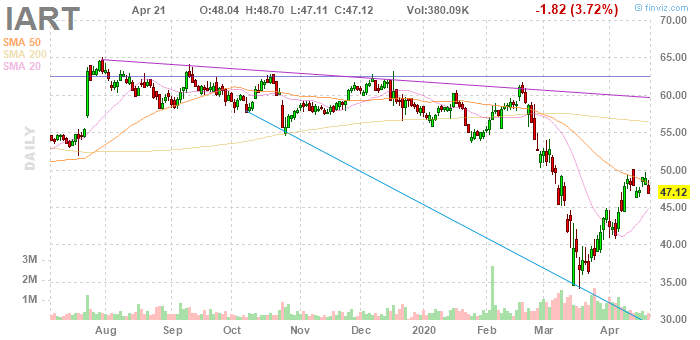 IART
Apr 21 O:48.04 H:48.70 L:47.11 C:47.12 Vol:380.09K -1.82 (3.72%)
© finviz.com
SMA 50
SMA 200
SMA 20
DAILY
70.00
65.00
60.00
55.00
50.00
47.12
45.00
40.00
35.00
30.00
3M
2M
1M
Aug Sep Oct Nov Dec 2020 Feb Mar Apr